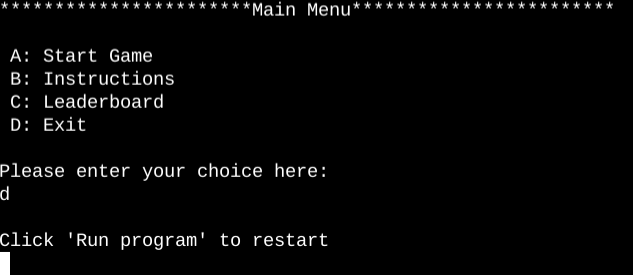 ***********************Main Menu************************
A: Start Game
B: Instructions
C: Leaderboard
D: Exit
Please enter your choice here:
d
Click 'Run program' to restart